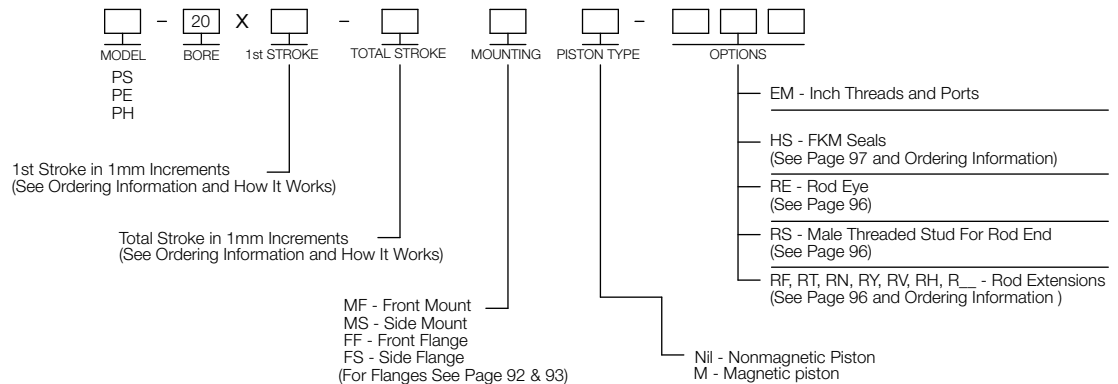 - 20 X - -
MODEL BORE 1st STROKE TOTAL STROKE MOUNTING PISTON TYPE OPTIONS
PS
PE
PH
EM - Inch Threads and Ports
HS - FKM Seals
(See Page 97 and Ordering Information)
RE - Rod Eye
(See Page 96)
RS - Male Threaded Stud For Rod End
(See Page 96)
RF, RT, RN, RY, RV, RH, R__ - Rod Extensions
(See Page 96 and Ordering Information )
1st Stroke in 1mm Increments
(See Ordering Information and How It Works)
Total Stroke in 1mm Increments
(See Ordering Information and How It Works)
MF - Front Mount
MS - Side Mount
FF - Front Flange
FS - Side Flange
(For Flanges See Page 92 & 93)
Nil - Nonmagnetic Piston
M - Magnetic piston